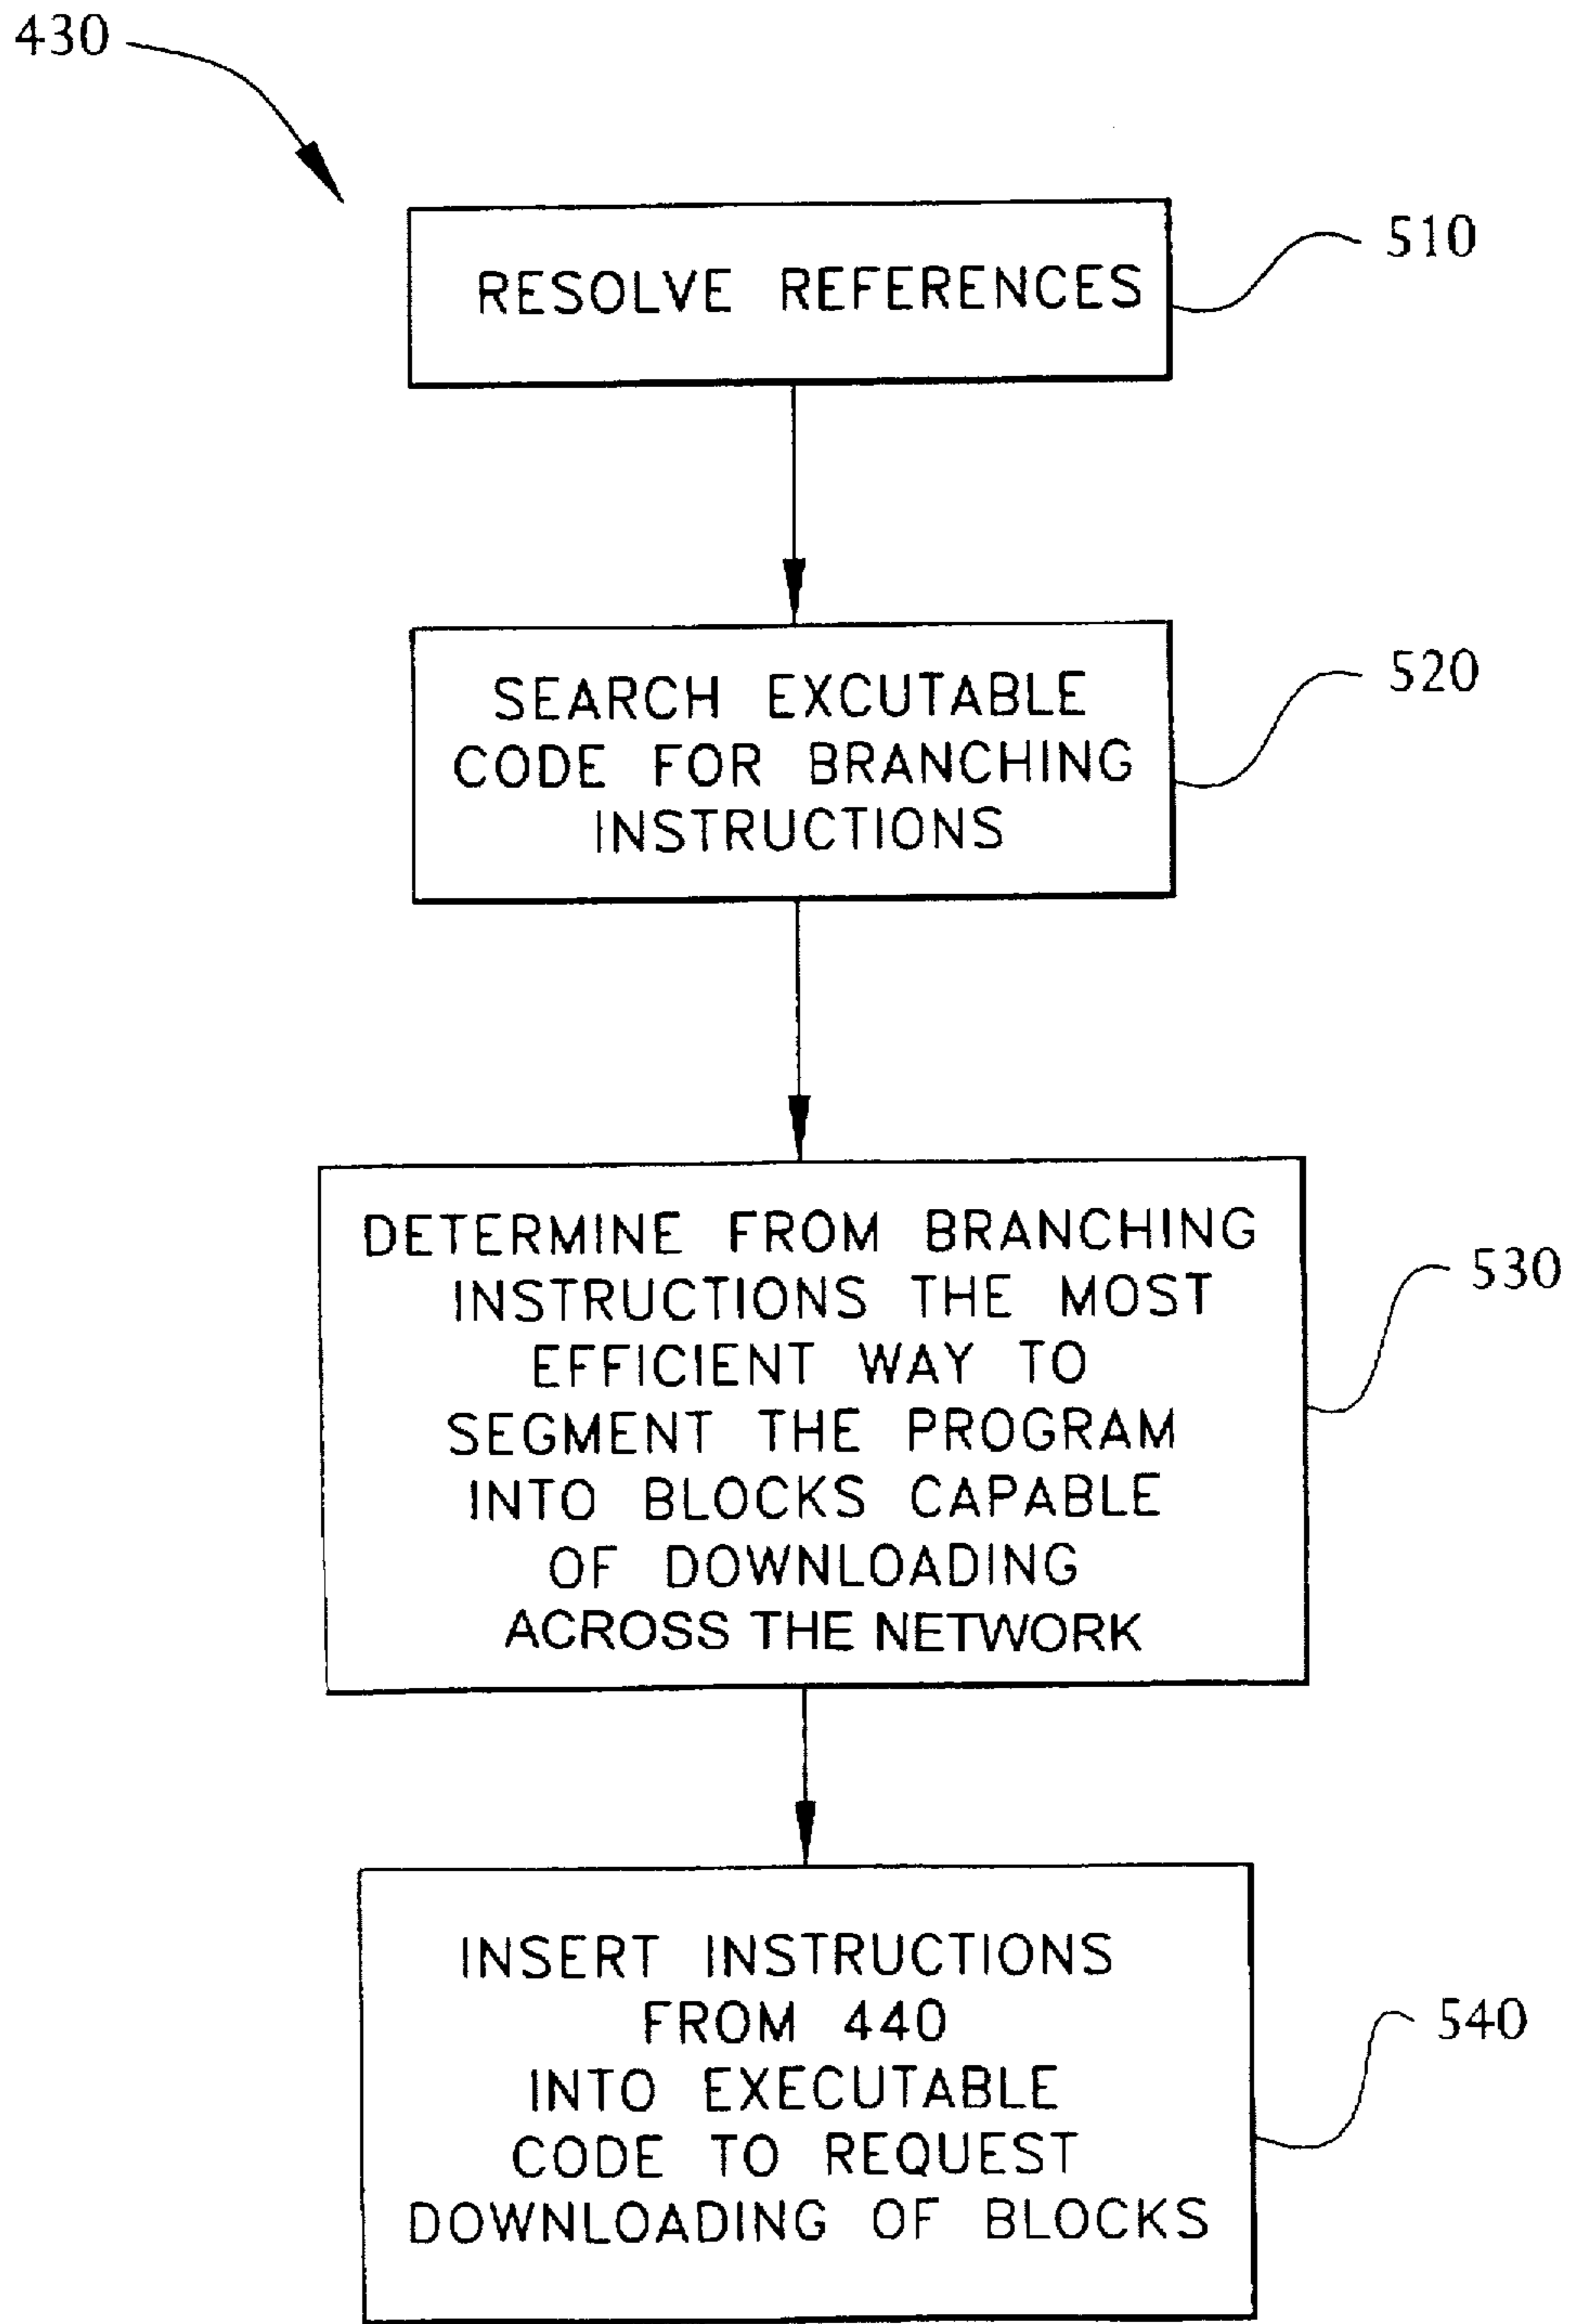 430
RESOLVE REFERENCES
510
SEARCH EXCUTABLE
CODE FOR BRANCHING
INSTRUCTIONS
520
DETERMINE FROM BRANCHING
INSTRUCTIONS THE MOST
EFFICIENT WAY TO
SEGMENT THE PROGRAM
INTO BLOCKS CAPABLE
OF DOWNLOADING
ACROSS THE NETWORK
530
INSERT INSTRUCTIONS
FROM 440
INTO EXECUTABLE
CODE TO REQUEST
DOWNLOADING OF BLOCKS
540